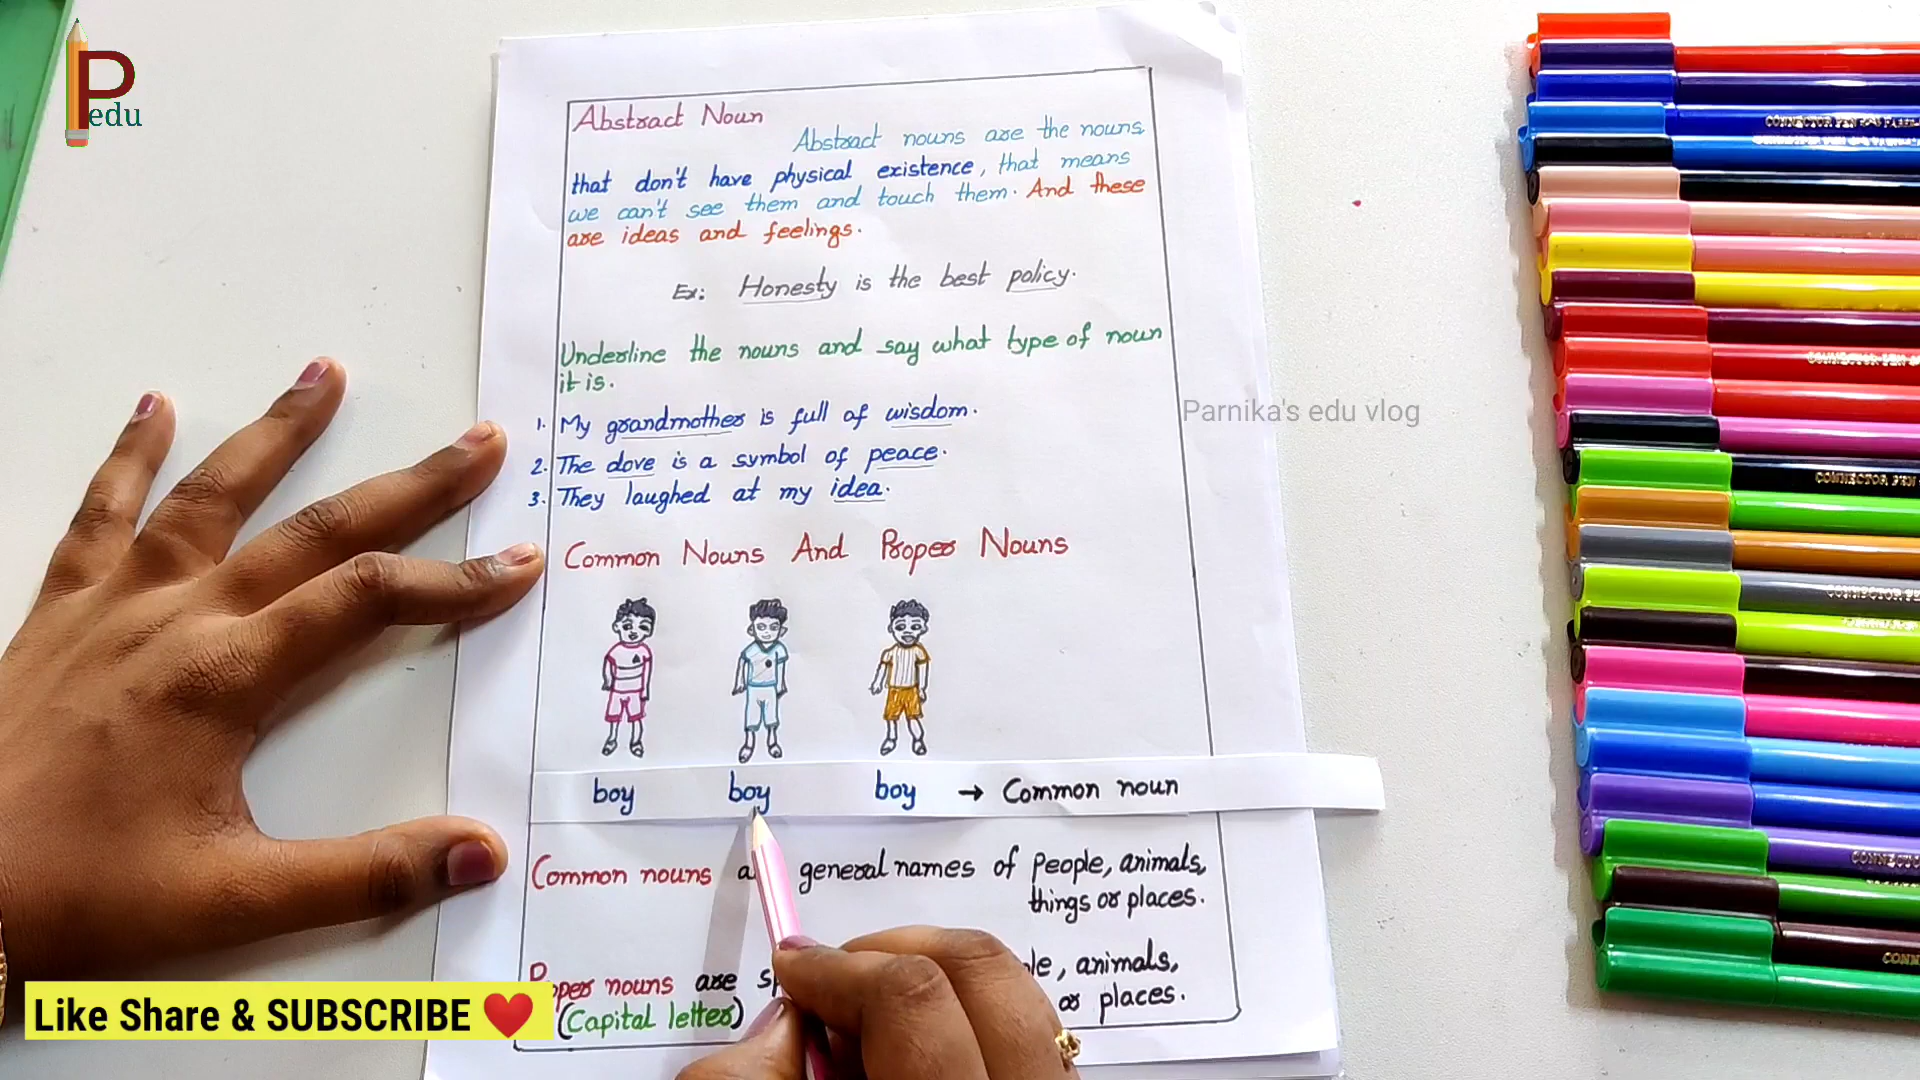 P
edu
Abstract Noun
Abstract nouns are the nouns
that don't have physical existence, that means
we can't see them and touch them. And these
are ideas and feelings.
Ex: Honesty is the best policy.
Underline the nouns and say what type of noun
it is.
1. My grandmother is full of wisdom.
2. The dove is a symbol of peace.
3. They laughed at my idea.
Parnika's edu vlog
Common Nouns And Proper Nouns
boy boy boy → Common noun
Common nouns general names of people, animals,
things or places.
Proper nouns are animals,
(Capital letter) or places.
Like Share & SUBSCRIBE ❤
CONNECTOR PEN